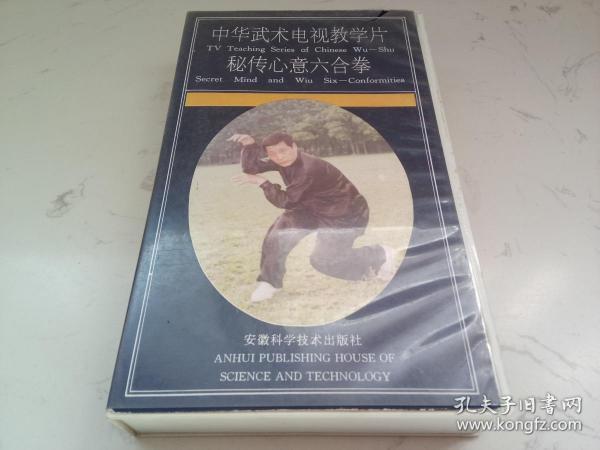 中华武术电视教学片
TV Teaching Series of Chinese Wu—Shu
秘传心意六合拳
Secret Mind and Wiu Six—Conformities
安徽科学技术出版社
ANHUI PUBLISHING HOUSE OF
SCIENCE AND TECHNOLOGY
孔夫子旧书网
www.kongfz.com